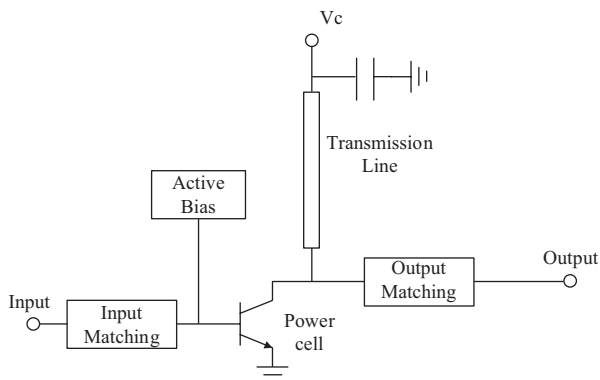 Vc
Transmission
Line
Active
Bias
Output
Output
Matching
Input
Input
Matching
Power
cell